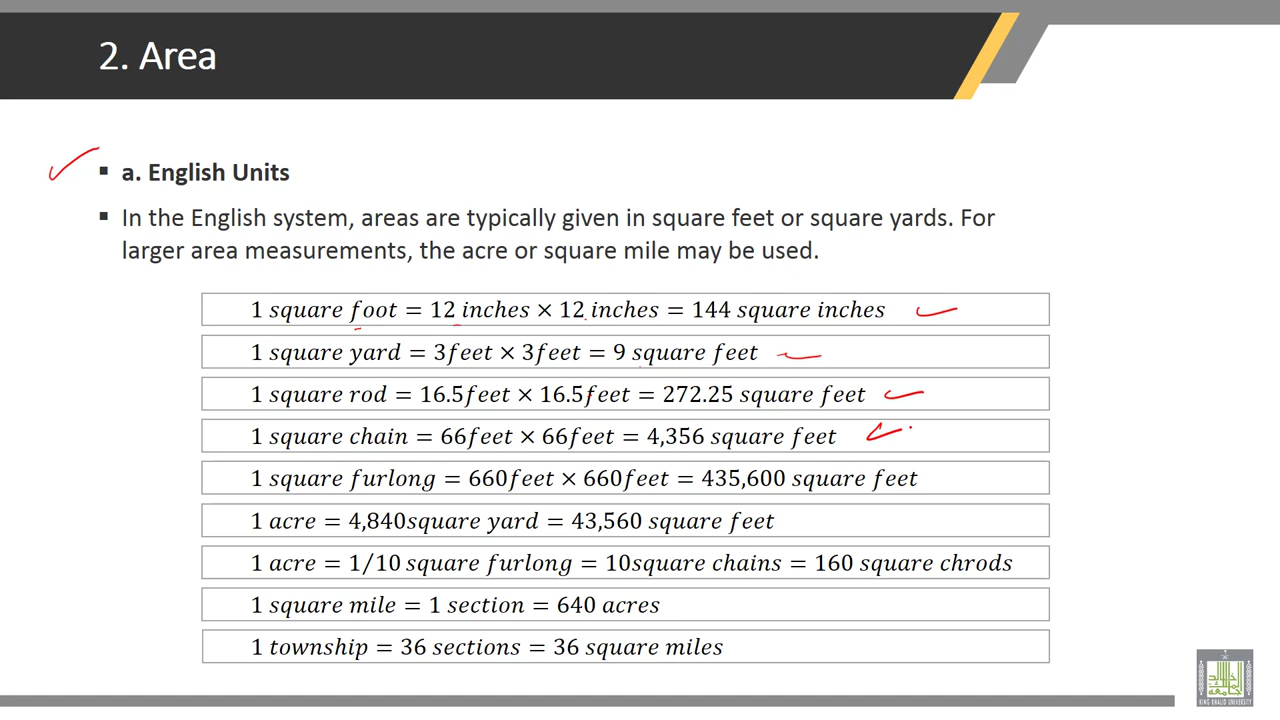 2. Area
a. English Units
In the English system, areas are typically given in square feet or square yards. For
larger area measurements, the acre or square mile may be used.
1 square foot = 12 inches × 12 inches = 144 square inches
1 square yard = 3feet × 3feet = 9 square feet
1 square rod = 16.5feet × 16.5feet = 272.25 square feet
1 square chain = 66feet × 66feet = 4,356 square feet
1 square furlong = 660feet × 660feet = 435,600 square feet
1 acre = 4,840square yard = 43,560 square feet
1 acre = 1/10 square furlong = 10square chains = 160 square chrods
1 square mile = 1 section = 640 acres
1 township = 36 sections = 36 square miles
KING KHALID UNIVERSITY